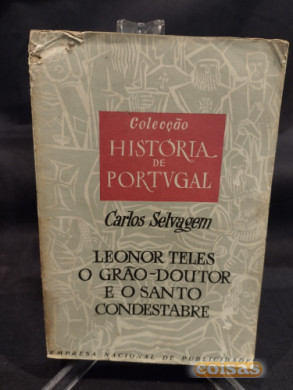 Colecção
HISTÓRIA
DE
PORTVGAL
Carlos Selvagem
LEONOR TELES
O GRÃO-DOUTOR
E O SANTO
CONDESTABRE
EMPRESA NACIONAL DE PUBLICIDADE
coisas